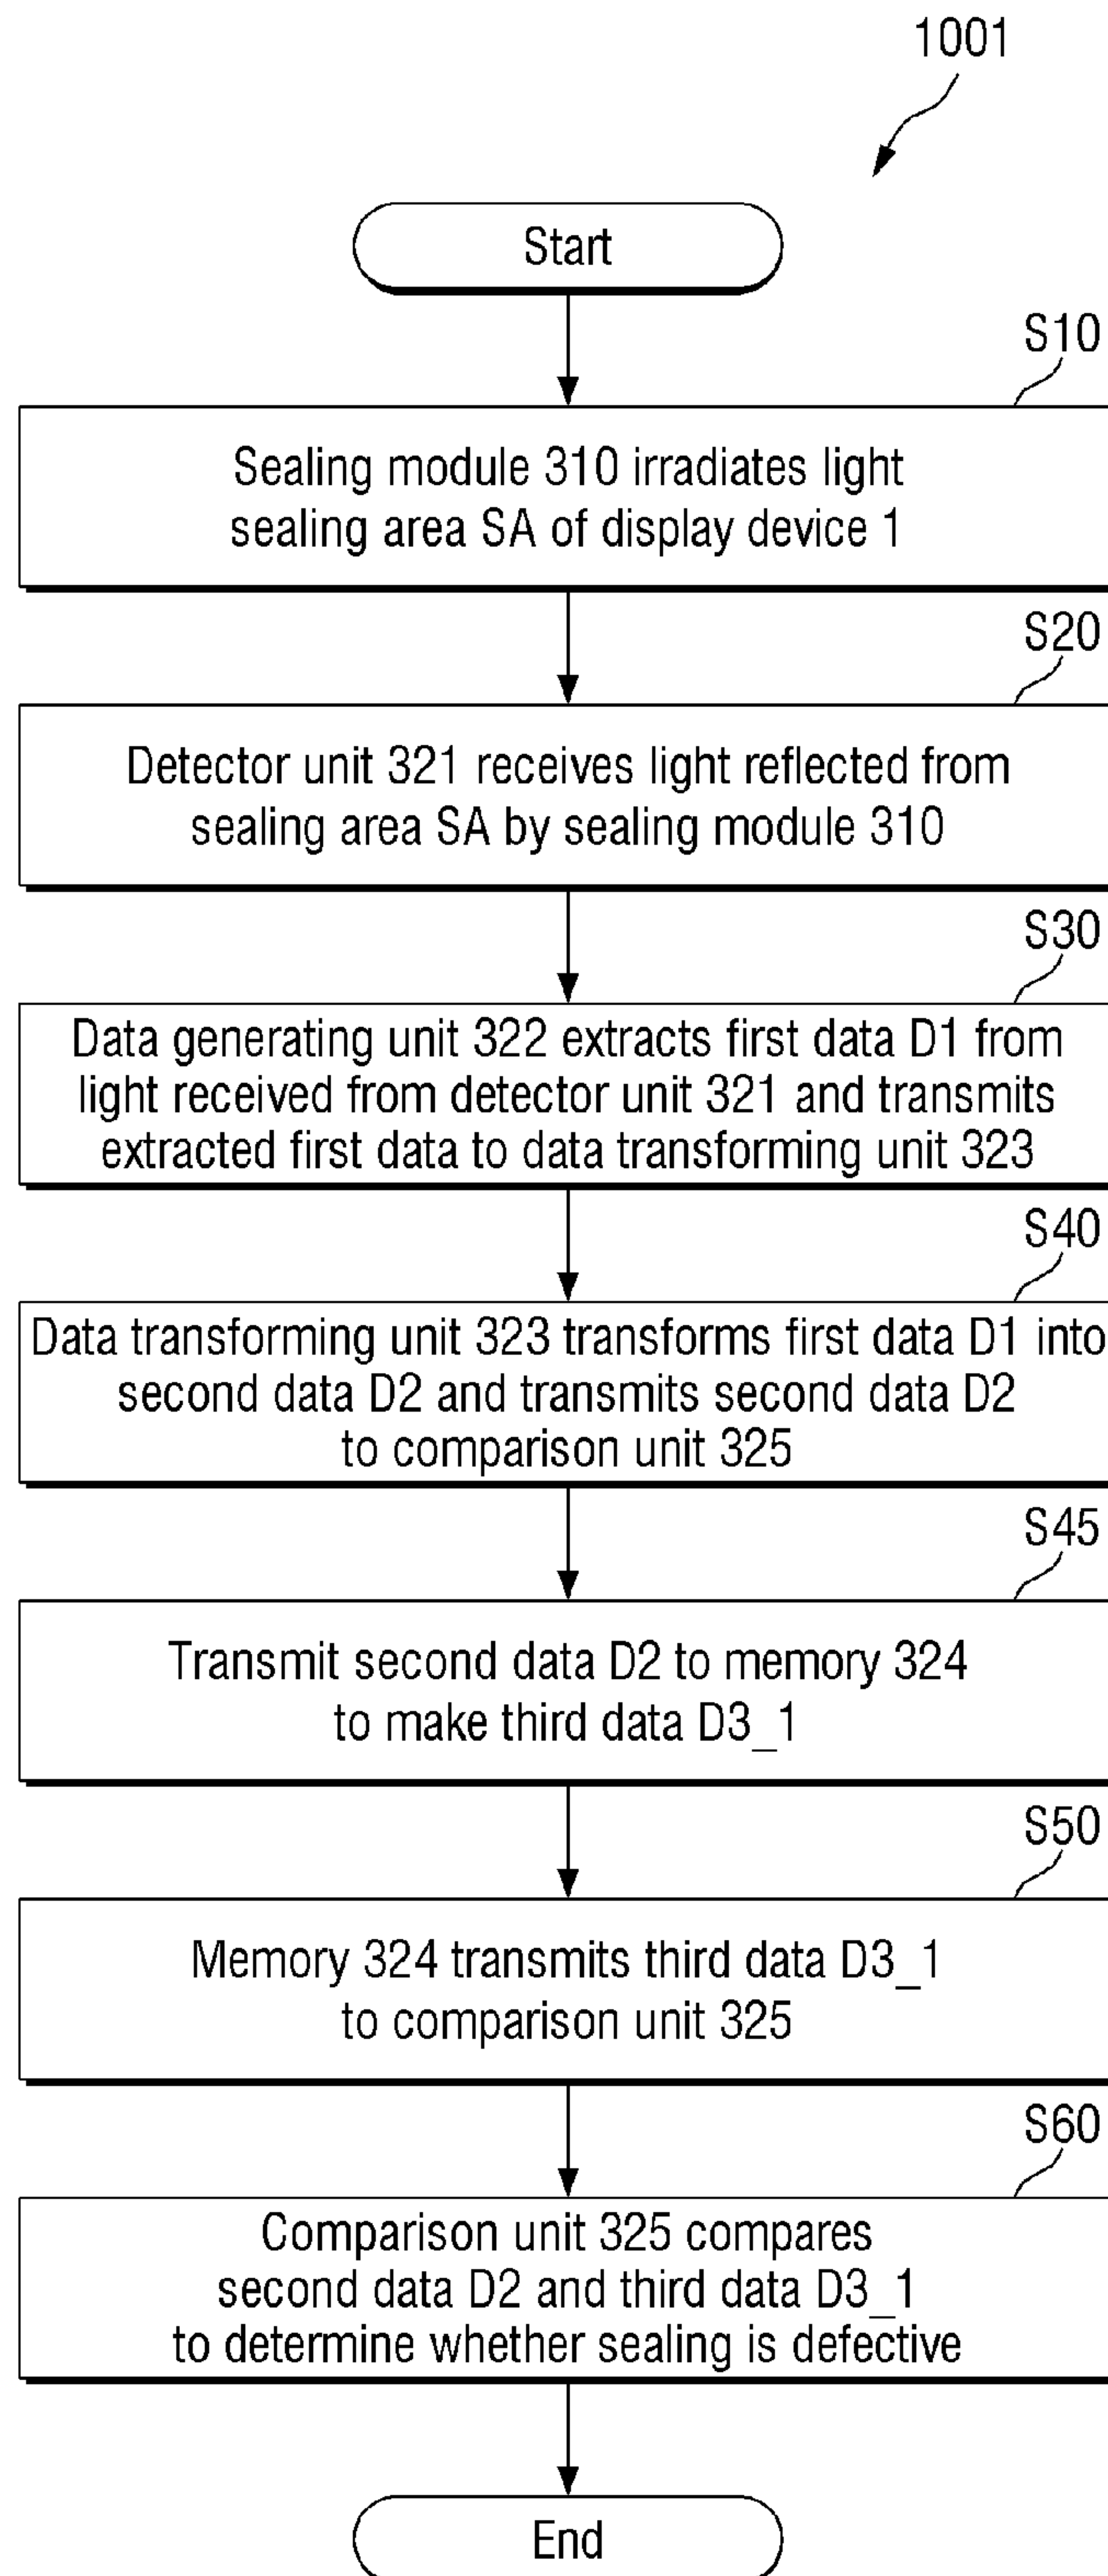 1001
Start
S10
Sealing module 310 irradiates light
sealing area SA of display device 1
S20
Detector unit 321 receives light reflected from
sealing area SA by sealing module 310
S30
Data generating unit 322 extracts first data D1 from
light received from detector unit 321 and transmits
extracted first data to data transforming unit 323
S40
Data transforming unit 323 transforms first data D1 into
second data D2 and transmits second data D2
to comparison unit 325
S45
Transmit second data D2 to memory 324
to make third data D3_1
S50
Memory 324 transmits third data D3_1
to comparison unit 325
S60
Comparison unit 325 compares
second data D2 and third data D3_1
to determine whether sealing is defective
End